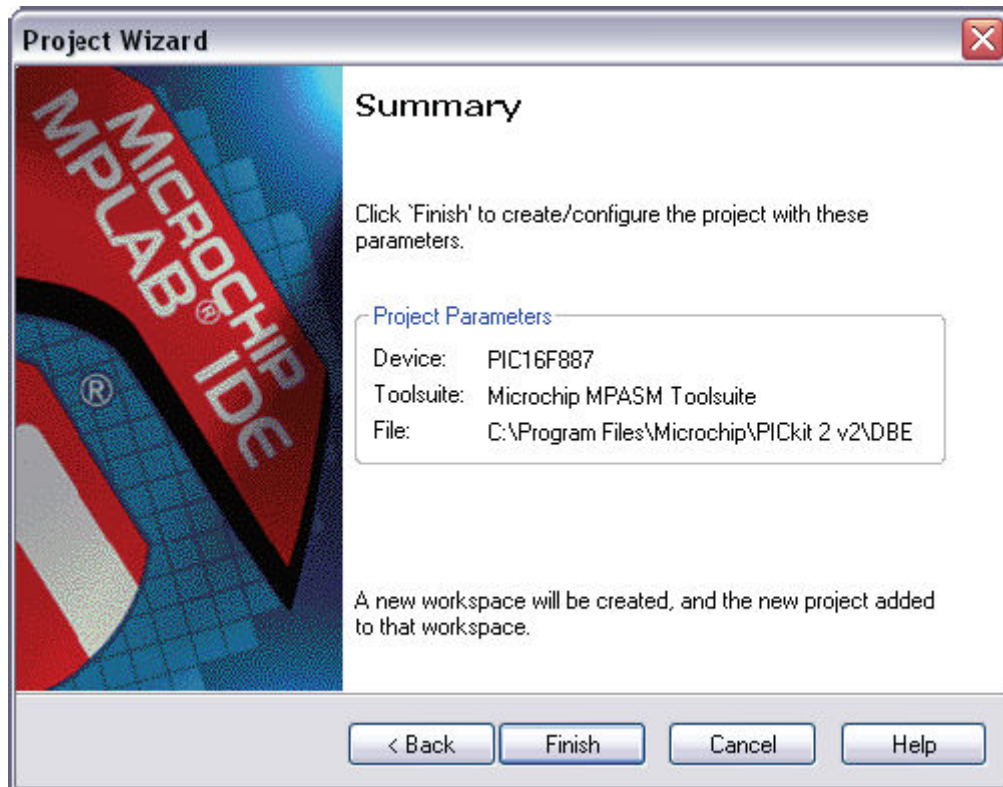 Project Wizard
MICROCHIP
MPLAB® IDE
®
Summary
Click `Finish' to create/configure the project with these
parameters.
Project Parameters
Device: PIC16F887
Toolsuite: Microchip MPASM Toolsuite
File: C:\Program Files\Microchip\PICkit 2 v2\DBE
A new workspace will be created, and the new project added
to that workspace.
< Back Finish Cancel Help